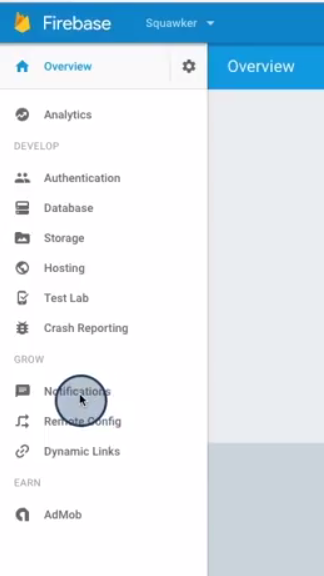 Firebase Squawker
Overview Overview
Analytics
DEVELOP
Authentication
Database
Storage
Hosting
Test Lab
Crash Reporting
GROW
Notifications
Remote Config
Dynamic Links
EARN
AdMob